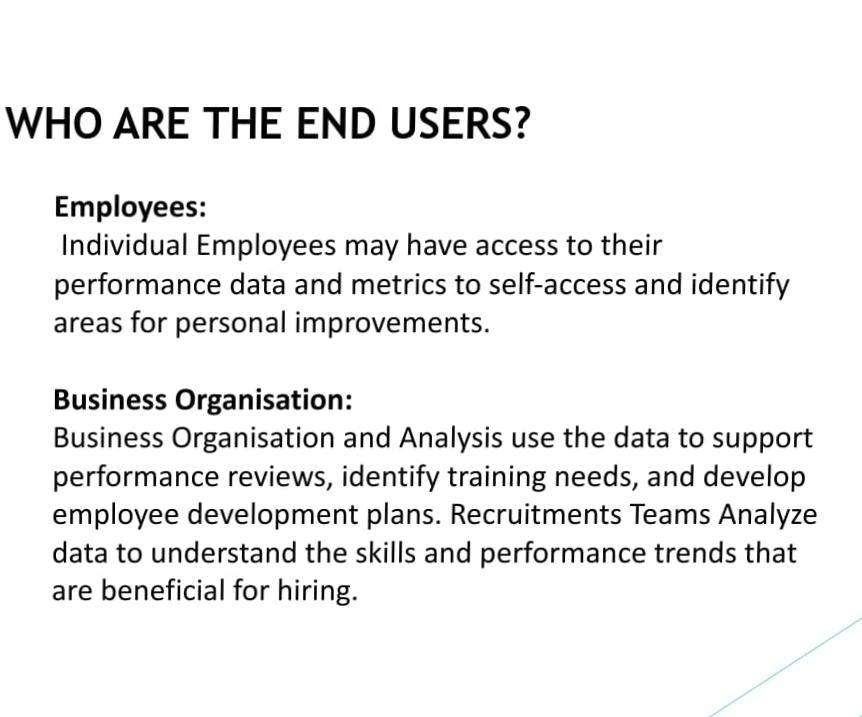 WHO ARE THE END USERS?
Employees:
Individual Employees may have access to their
performance data and metrics to self-access and identify
areas for personal improvements.
Business Organisation:
Business Organisation and Analysis use the data to support
performance reviews, identify training needs, and develop
employee development plans. Recruitments Teams Analyze
data to understand the skills and performance trends that
are beneficial for hiring.